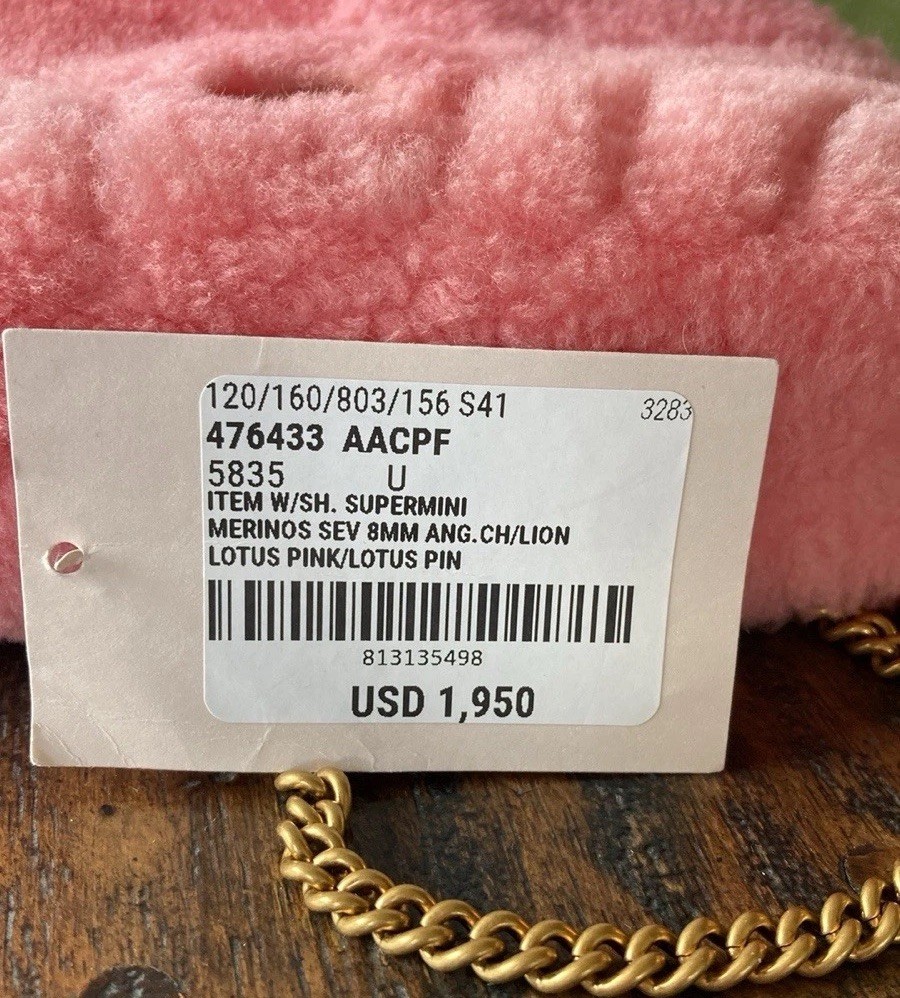 120/160/803/156 S41 3283
476433 AACPF
5835 U
ITEM W/SH. SUPERMINI
MERINOS SEV 8MM ANG.CH/LION
LOTUS PINK/LOTUS PIN
813135498
USD 1,950